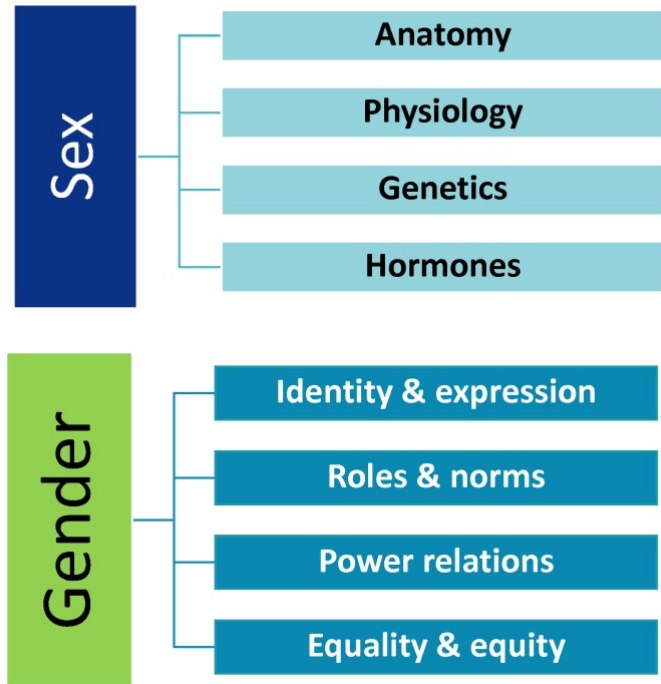 Sex
Anatomy
Physiology
Genetics
Hormones
Gender
Identity & expression
Roles & norms
Power relations
Equality & equity